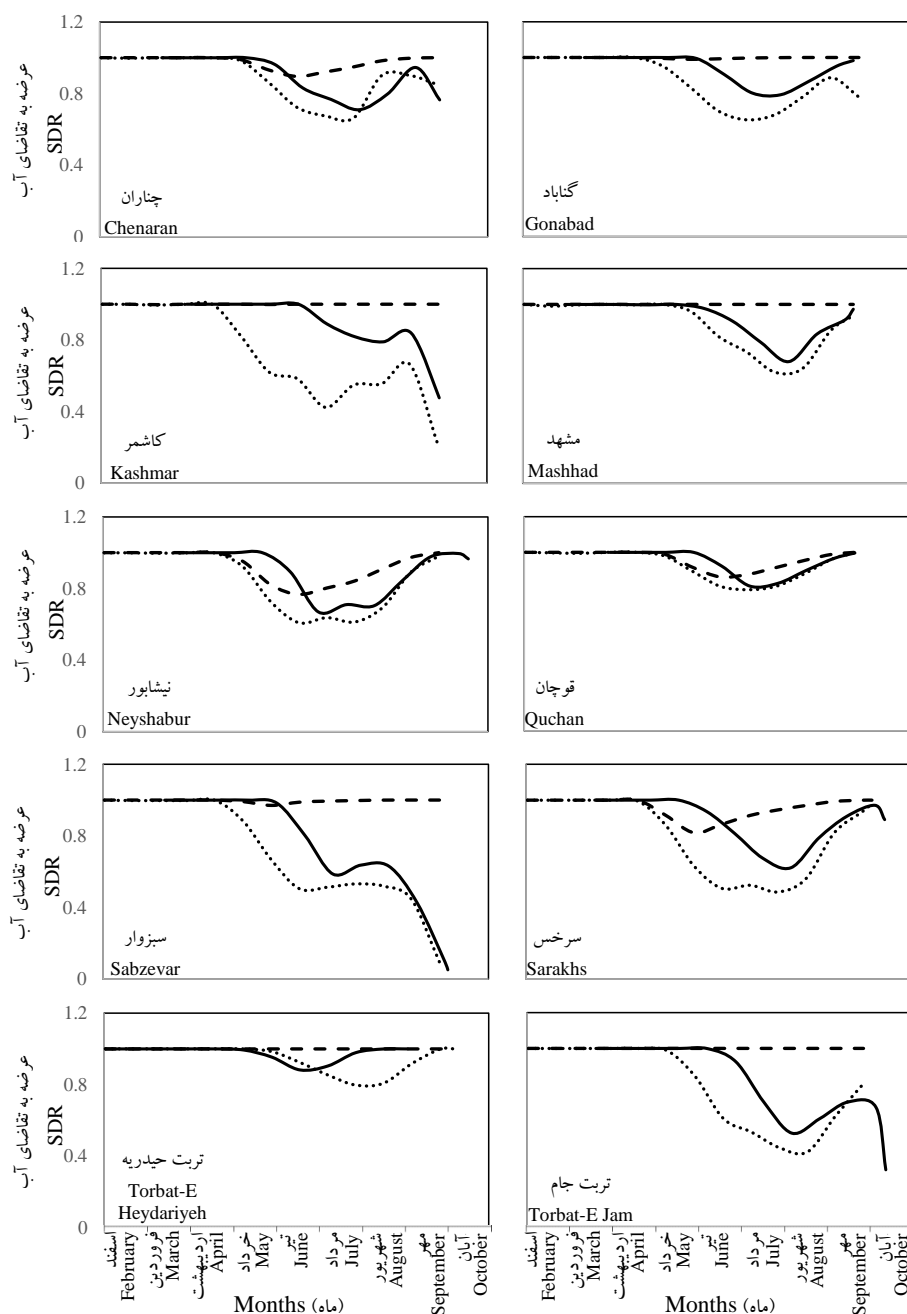 1.2
0.8
0.4
0
عرضه به تقاضای آب
SDR
چناران
Chenaran
گناباد
Gonabad
1.2
0.8
0.4
0
عرضه به تقاضای آب
SDR
کاشمر
Kashmar
مشهد
Mashhad
1.2
0.8
0.4
0
عرضه به تقاضای آب
SDR
نیشابور
Neyshabur
قوچان
Quchan
1.2
0.8
0.4
0
عرضه به تقاضای آب
SDR
سبزوار
Sabzevar
سرخس
Sarakhs
1.2
0.8
0.4
0
عرضه به تقاضای آب
SDR
تربت حیدریه
Torbat-E
Heydariyeh
تربت جام
Torbat-E Jam
اسفند
February
فروردین
March
اردیبهشت
April
خرداد
May
تیر
June
مرداد
July
شهریور
August
مهر
September
آبان
October
Months (ماه)
اسفند
February
فروردین
March
اردیبهشت
April
خرداد
May
تیر
June
مرداد
July
شهریور
August
مهر
September
آبان
October
Months (ماه)